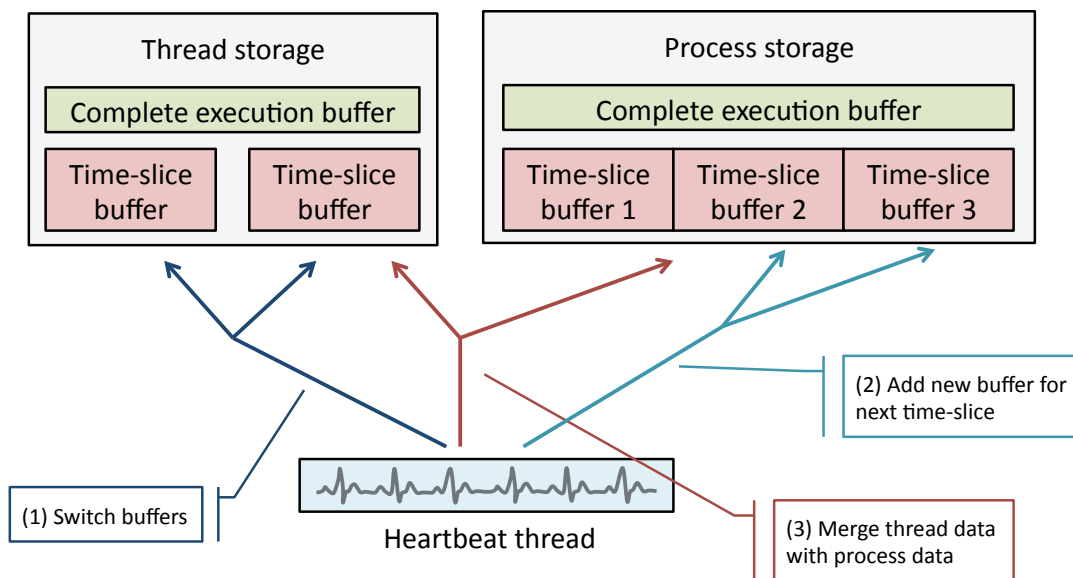 Thread storage
Complete execution buffer
Time-slice
buffer
Time-slice
buffer
Process storage
Complete execution buffer
Time-slice
buffer 1
Time-slice
buffer 2
Time-slice
buffer 3
(2) Add new buffer for
next time-slice
(1) Switch buffers
Heartbeat thread
(3) Merge thread data
with process data